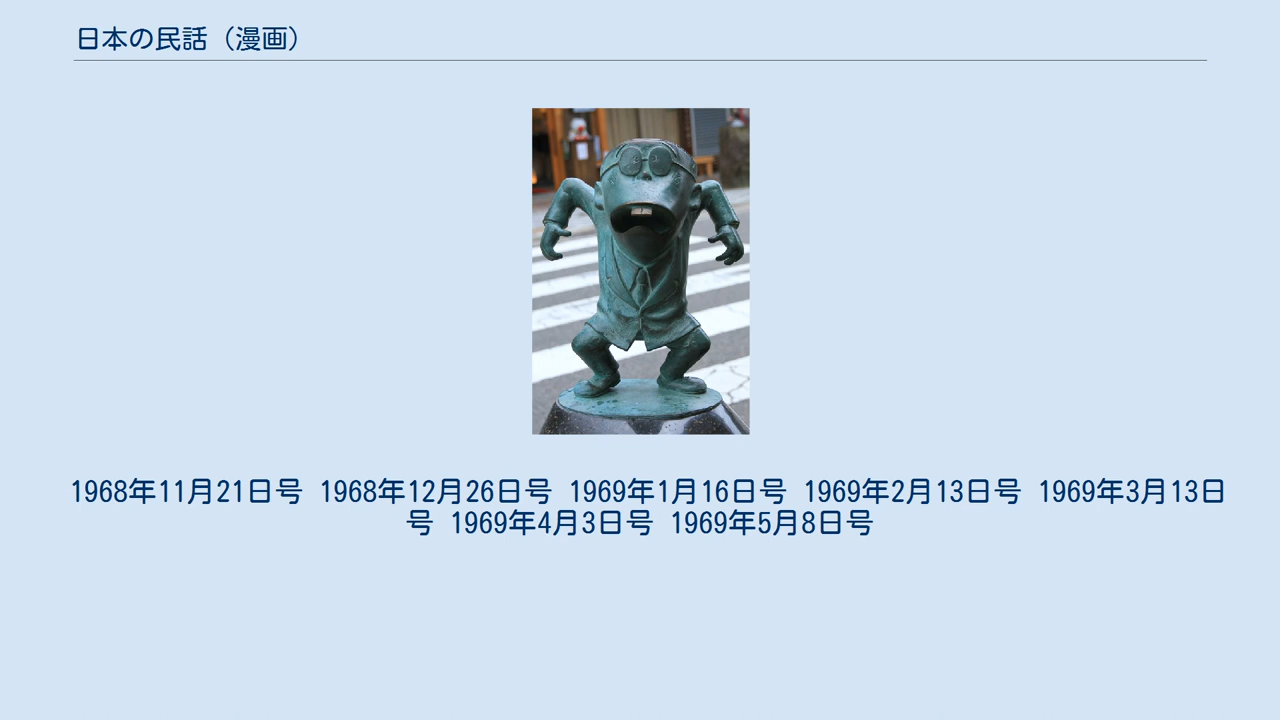 日本の民話（漫画）
1968年11月21日号 1968年12月26日号 1969年1月16日号 1969年2月13日号 1969年3月13日
号 1969年4月3日号 1969年5月8日号